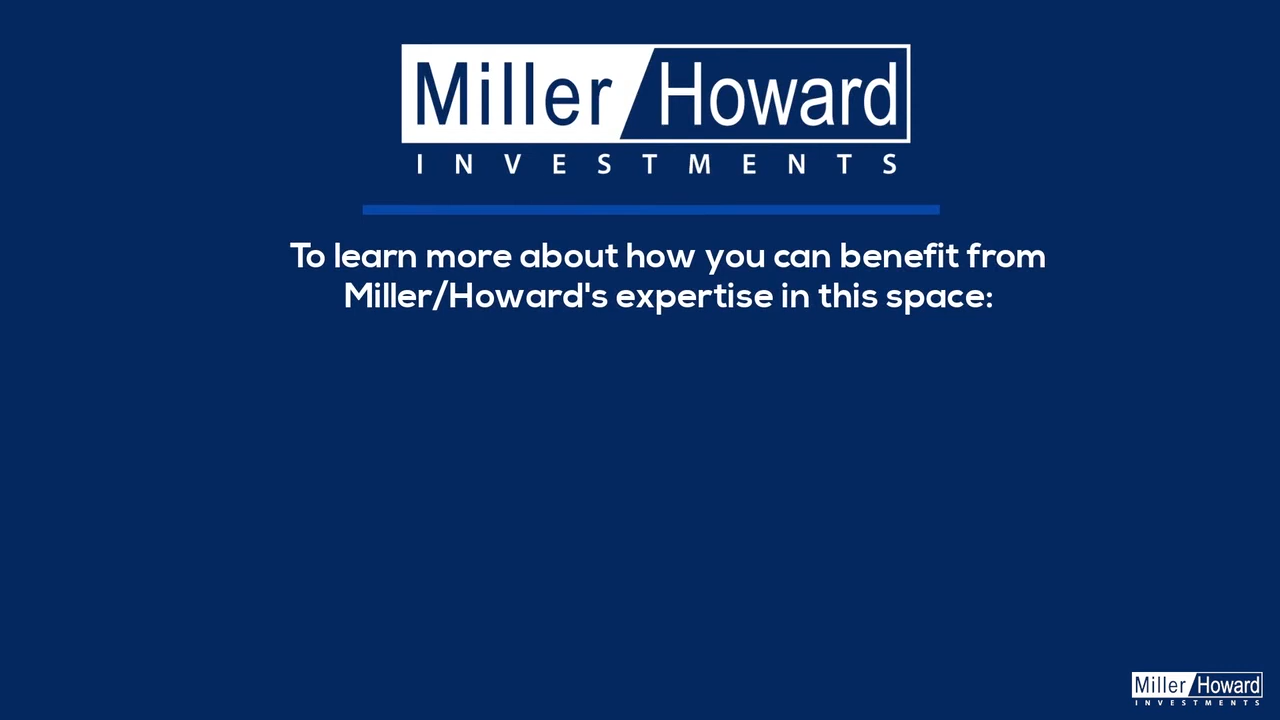 Miller/Howard
INVESTMENTS
To learn more about how you can benefit from
Miller/Howard's expertise in this space:
Miller/Howard
INVESTMENTS